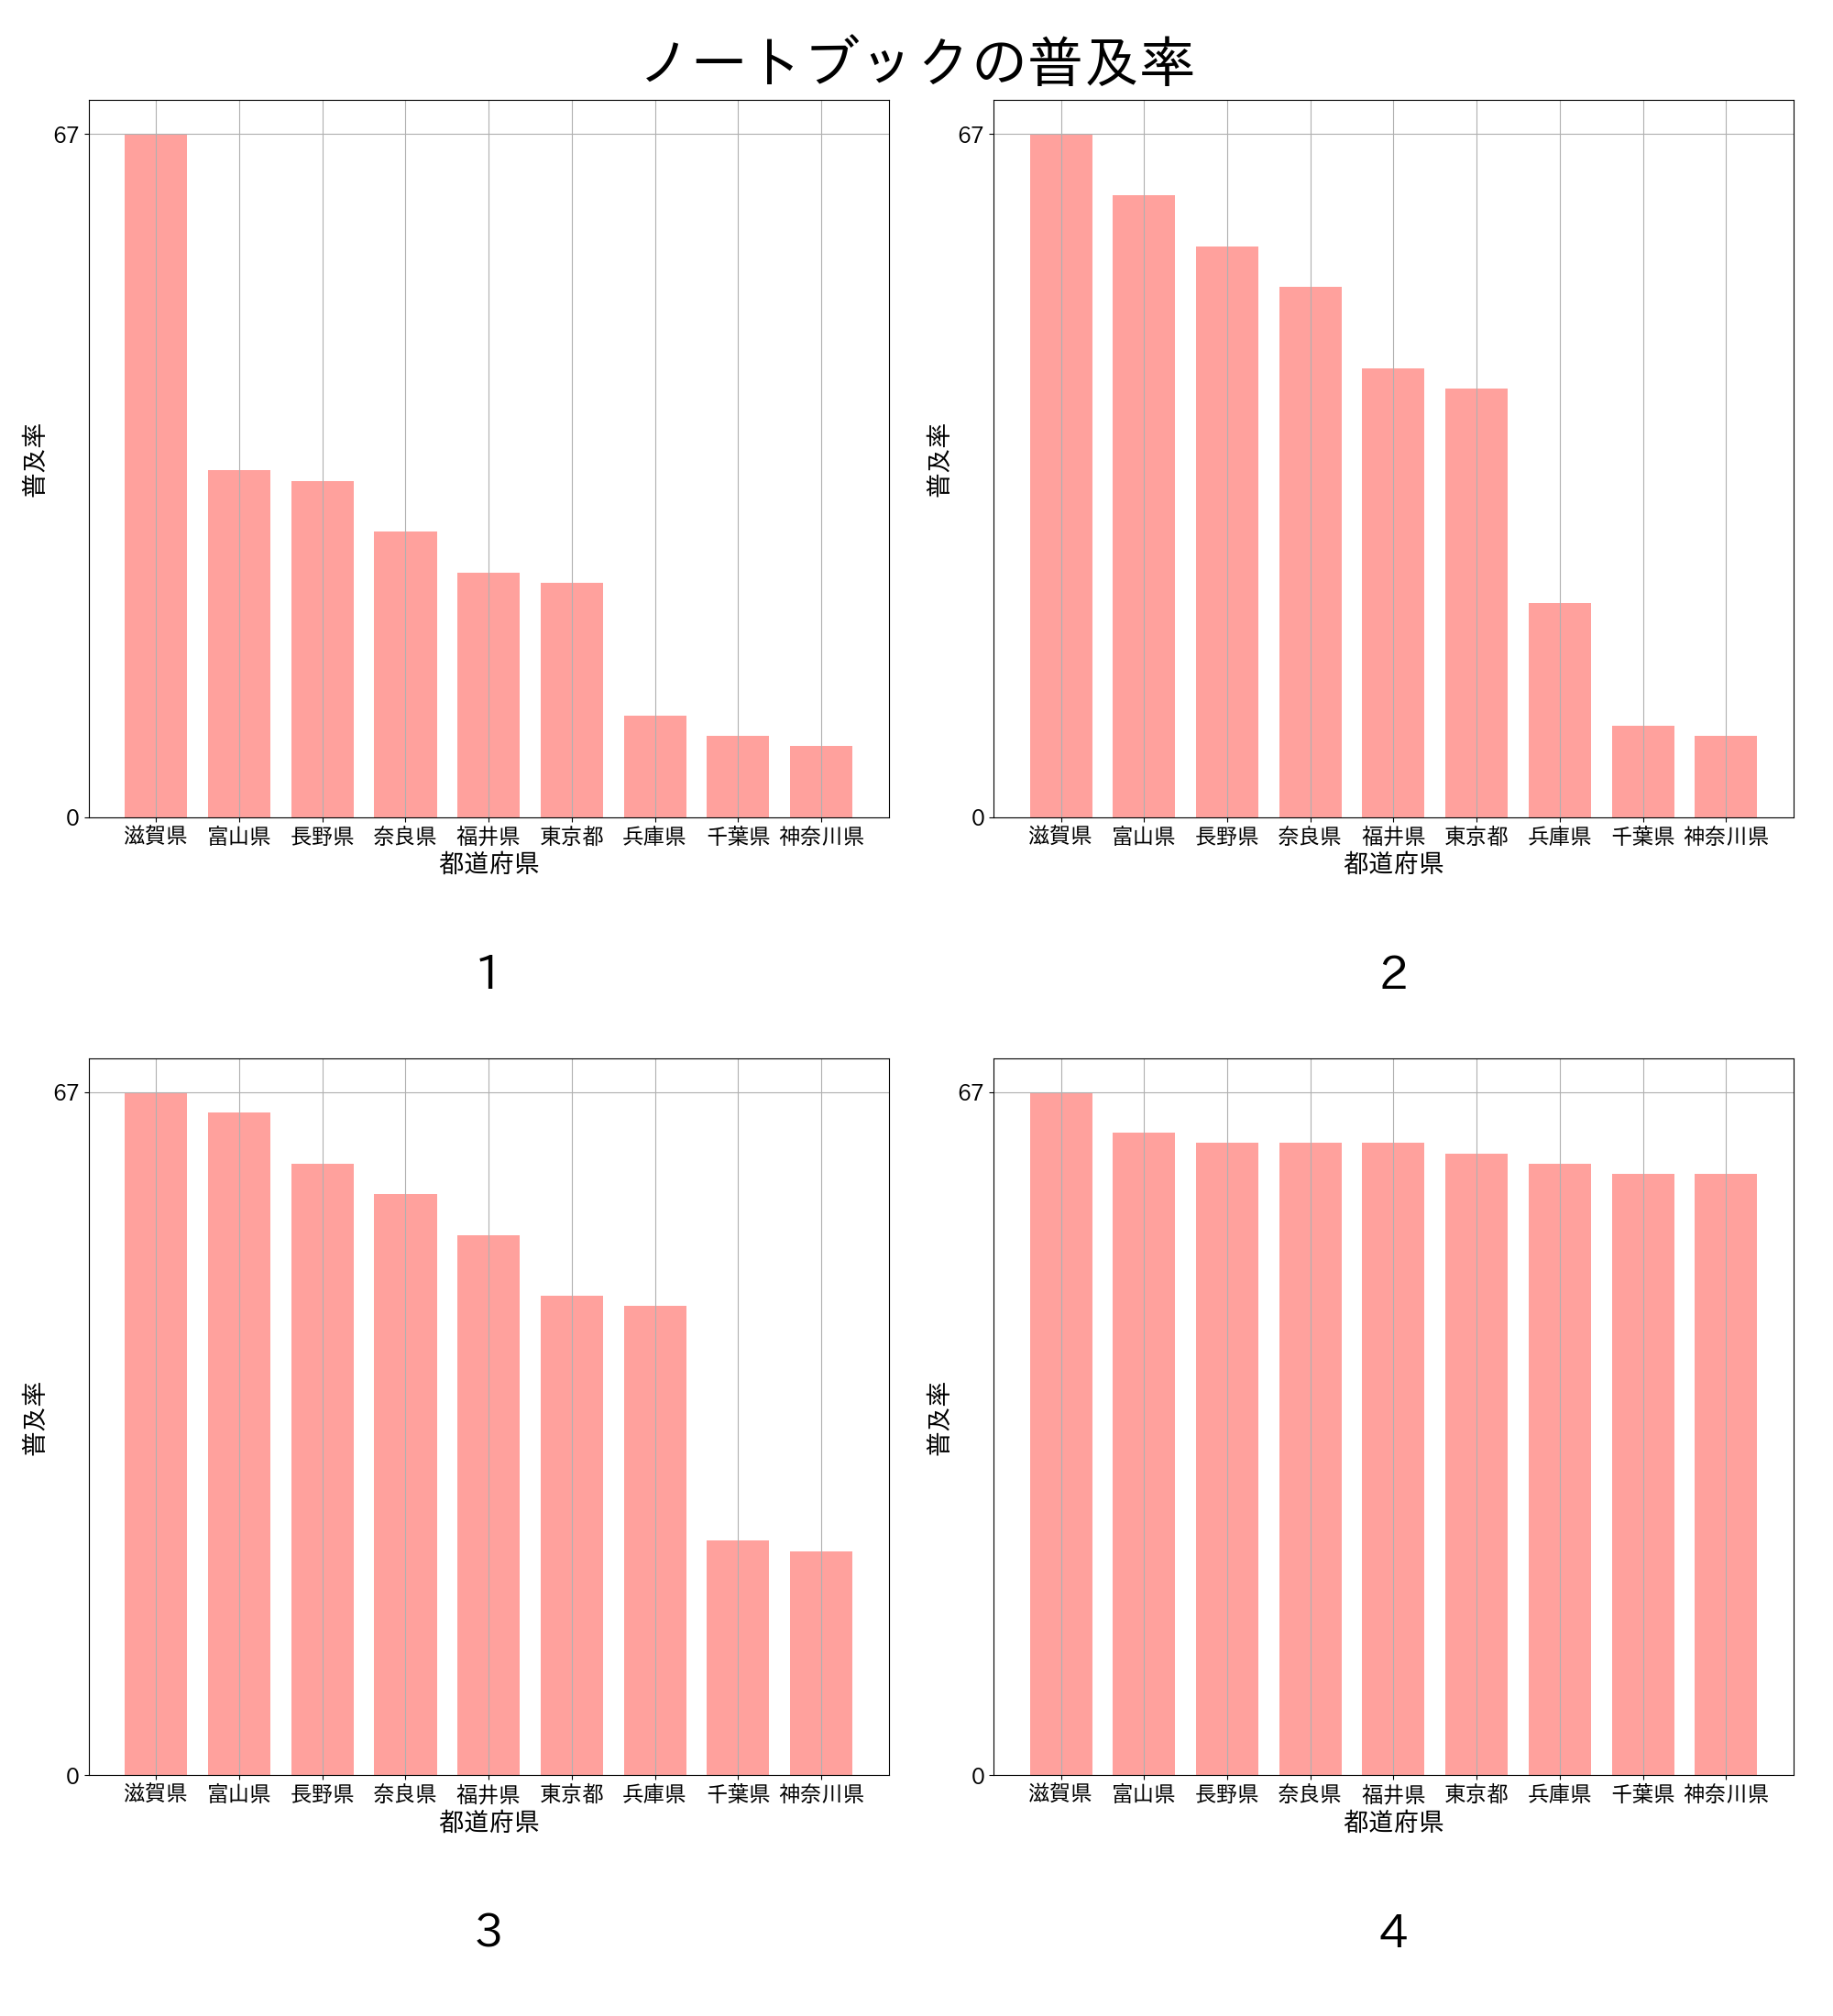 ノートブックの普及率
67
0
普及率
滋賀県 富山県 長野県 奈良県 福井県 東京都 兵庫県 千葉県 神奈川県
都道府県
1
67
0
普及率
滋賀県 富山県 長野県 奈良県 福井県 東京都 兵庫県 千葉県 神奈川県
都道府県
2
67
0
普及率
滋賀県 富山県 長野県 奈良県 福井県 東京都 兵庫県 千葉県 神奈川県
都道府県
3
67
0
普及率
滋賀県 富山県 長野県 奈良県 福井県 東京都 兵庫県 千葉県 神奈川県
都道府県
4